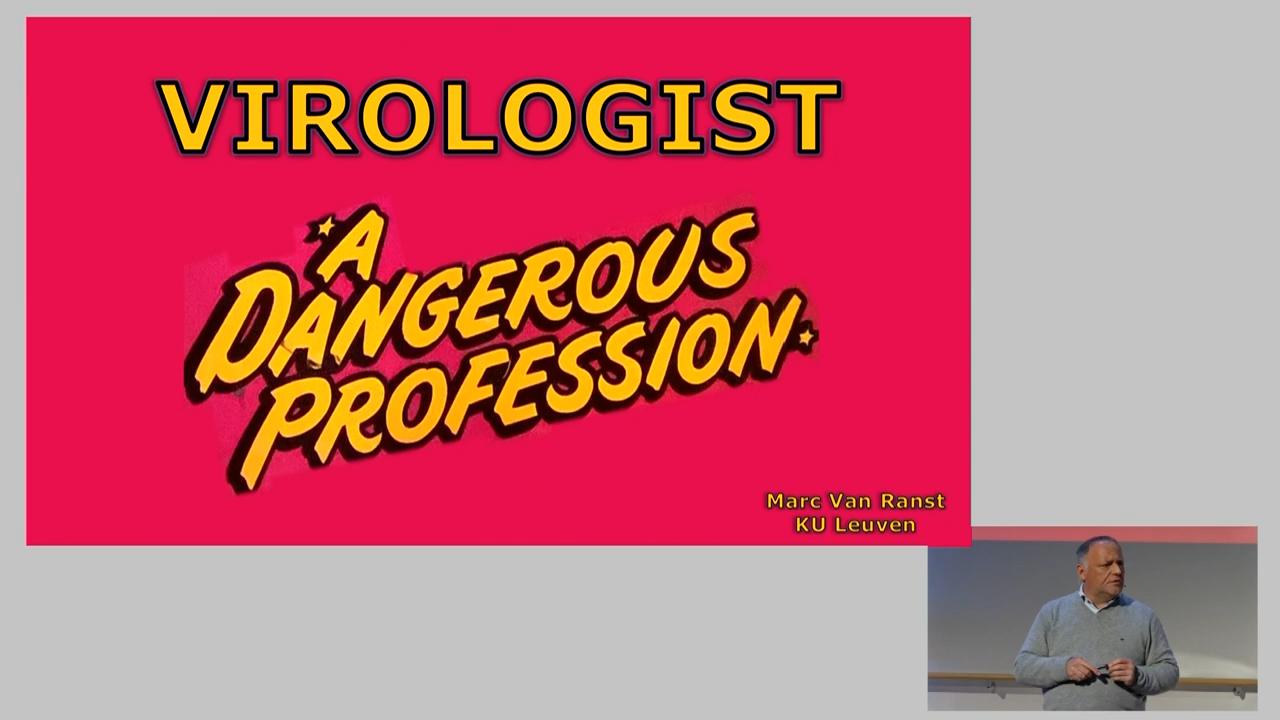 VIROLOGIST
A
DANGEROUS
PROFESSION
Marc Van Ranst
KU Leuven